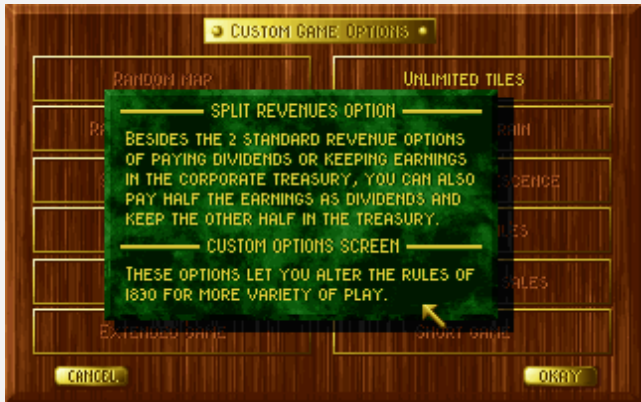 CUSTOM GAME OPTIONS
RANDOM MAP
UNLIMITED TILES
SPLIT REVENUES OPTION
BESIDES THE 2 STANDARD REVENUE OPTIONS
OF PAYING DIVIDENDS OR KEEPING EARNINGS
IN THE CORPORATE TREASURY, YOU CAN ALSO
PAY HALF THE EARNINGS AS DIVIDENDS AND
KEEP THE OTHER HALF IN THE TREASURY.
CUSTOM OPTIONS SCREEN
THESE OPTIONS LET YOU ALTER THE RULES OF
1830 FOR MORE VARIETY OF PLAY.
EXTENDED GAME
SHORT GAME
CANCEL
OKAY